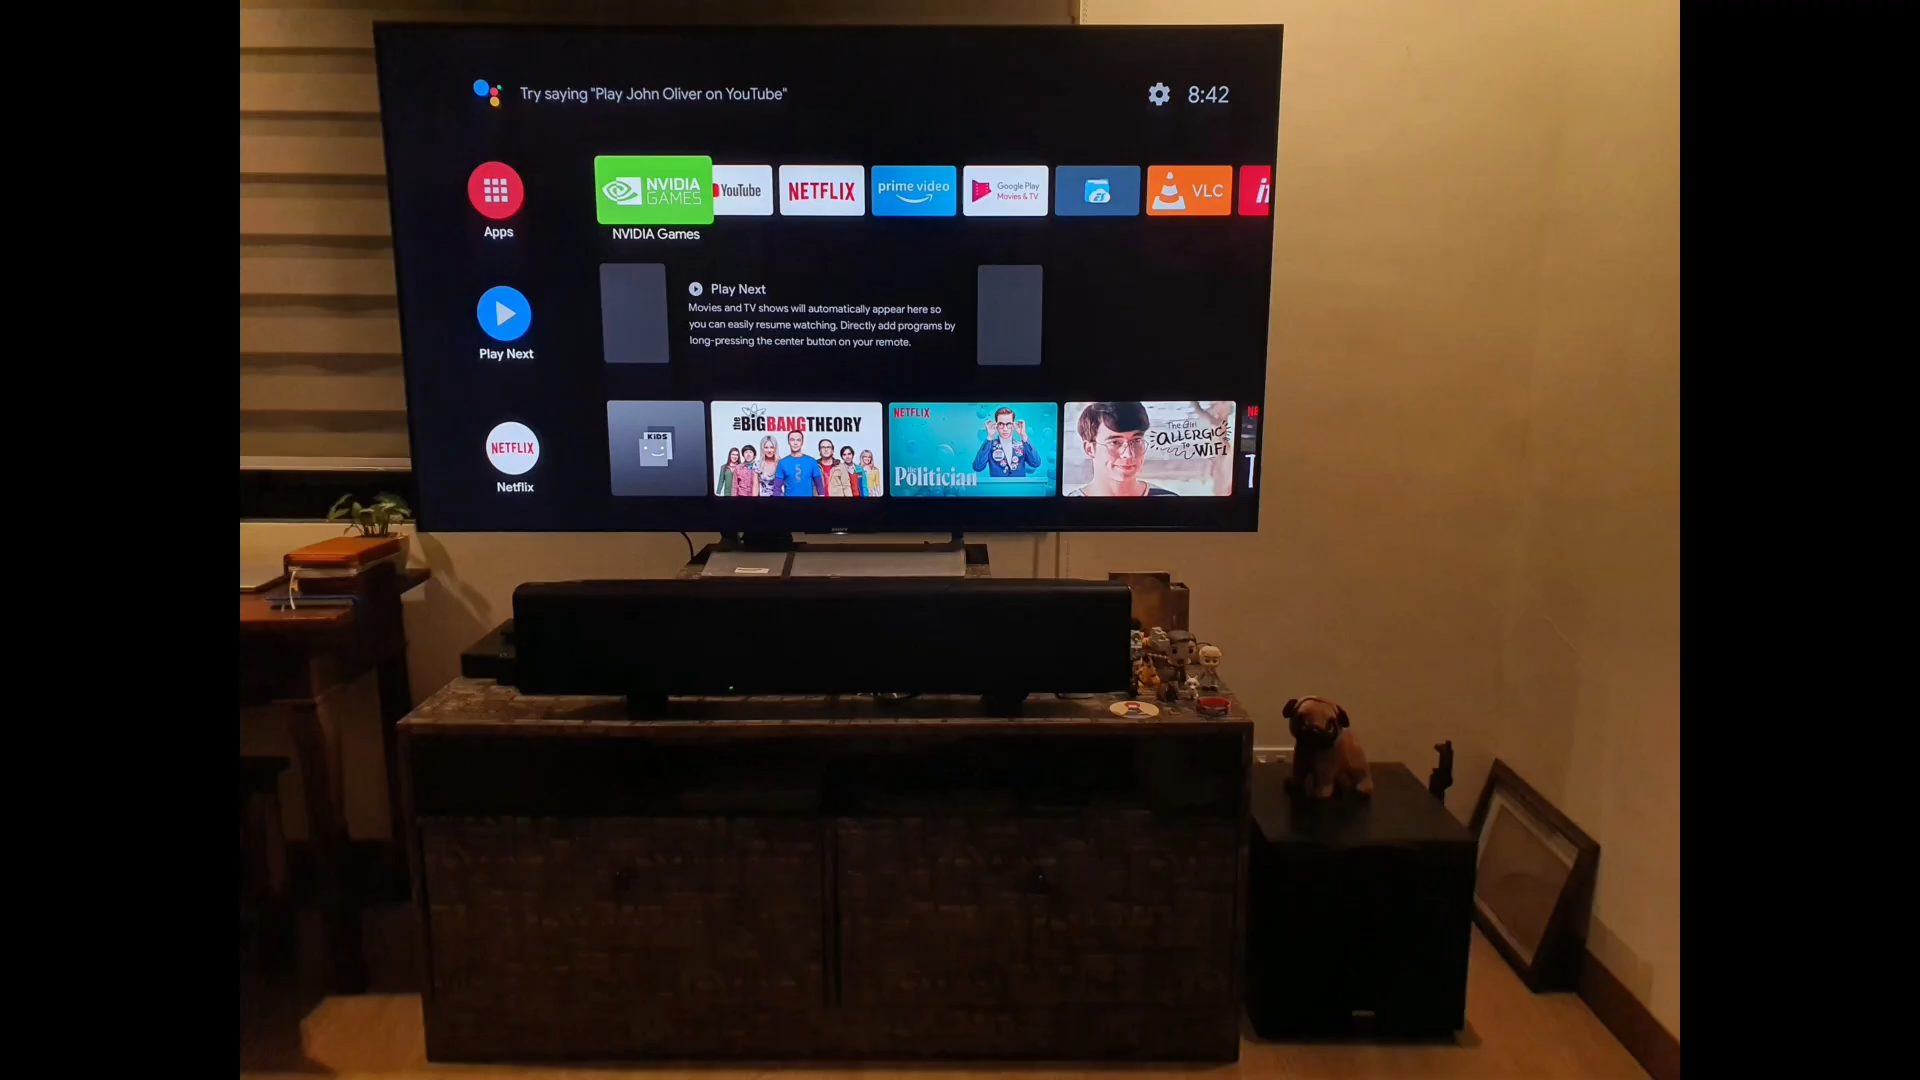 Try saying "Play John Oliver on YouTube"
8:42
NVIDIA GAMES
YouTube
NETFLIX
prime video
Google Play
Movies & TV
VLC
Apps
NVIDIA Games
Play Next
Movies and TV shows will automatically appear here so
you can easily resume watching. Directly add programs by
long-pressing the center button on your remote.
Play Next
KIDS
the BiG BANG THEORY
NETFLIX
the Politician
The Girl
ALLERGIC
To WiFi
NE
NETFLIX
Netflix
SONY